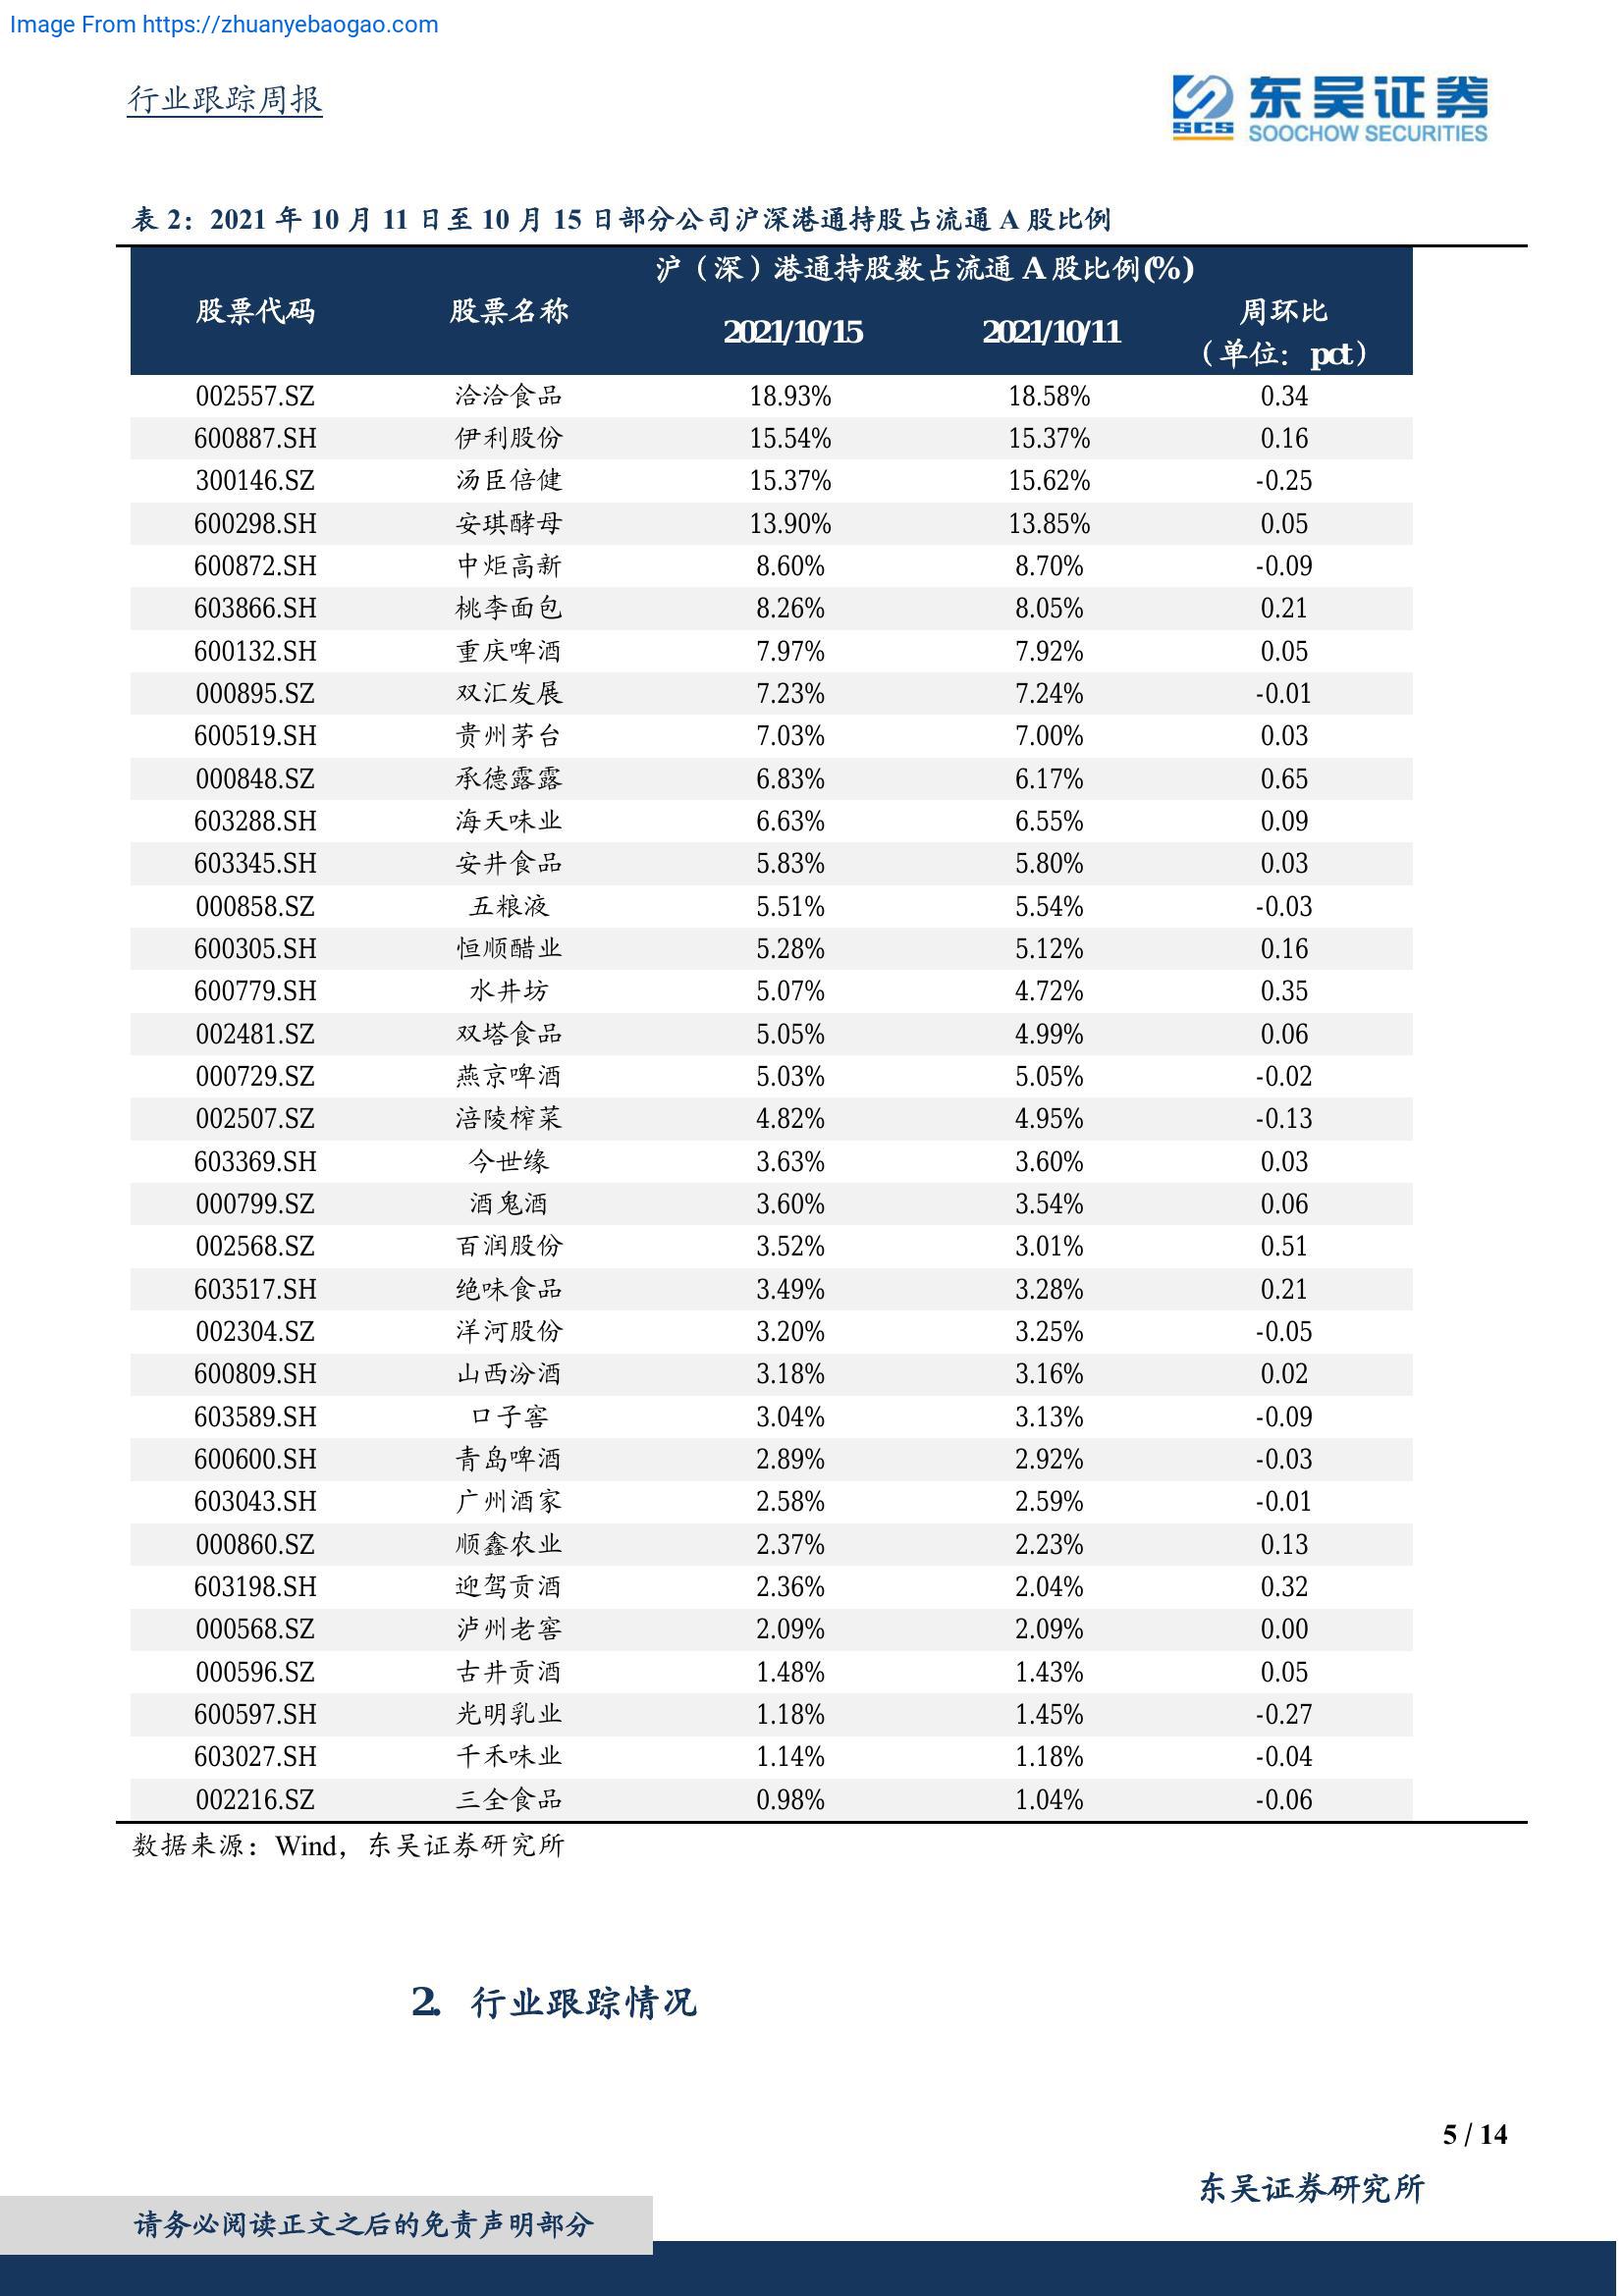 Image From https://zhuanyebaogao.com
行业跟踪周报
东吴证券
SCS SOOCHOW SECURITIES
表 2：2021 年 10 月 11 日至 10 月 15 日部分公司沪深港通持股占流通 A 股比例
沪（深）港通持股数占流通 A 股比例(%)
股票代码 股票名称 2021/10/15 2021/10/11 周环比
（单位：pct）
002557.SZ 洽洽食品 18.93% 18.58% 0.34
600887.SH 伊利股份 15.54% 15.37% 0.16
300146.SZ 汤臣倍健 15.37% 15.62% -0.25
600298.SH 安琪酵母 13.90% 13.85% 0.05
600872.SH 中炬高新 8.60% 8.70% -0.09
603866.SH 桃李面包 8.26% 8.05% 0.21
600132.SH 重庆啤酒 7.97% 7.92% 0.05
000895.SZ 双汇发展 7.23% 7.24% -0.01
600519.SH 贵州茅台 7.03% 7.00% 0.03
000848.SZ 承德露露 6.83% 6.17% 0.65
603288.SH 海天味业 6.63% 6.55% 0.09
603345.SH 安井食品 5.83% 5.80% 0.03
000858.SZ 五粮液 5.51% 5.54% -0.03
600305.SH 恒顺醋业 5.28% 5.12% 0.16
600779.SH 水井坊 5.07% 4.72% 0.35
002481.SZ 双塔食品 5.05% 4.99% 0.06
000729.SZ 燕京啤酒 5.03% 5.05% -0.02
002507.SZ 涪陵榨菜 4.82% 4.95% -0.13
603369.SH 今世缘 3.63% 3.60% 0.03
000799.SZ 酒鬼酒 3.60% 3.54% 0.06
002568.SZ 百润股份 3.52% 3.01% 0.51
603517.SH 绝味食品 3.49% 3.28% 0.21
002304.SZ 洋河股份 3.20% 3.25% -0.05
600809.SH 山西汾酒 3.18% 3.16% 0.02
603589.SH 口子窖 3.04% 3.13% -0.09
600600.SH 青岛啤酒 2.89% 2.92% -0.03
603043.SH 广州酒家 2.58% 2.59% -0.01
000860.SZ 顺鑫农业 2.37% 2.23% 0.13
603198.SH 迎驾贡酒 2.36% 2.04% 0.32
000568.SZ 泸州老窖 2.09% 2.09% 0.00
000596.SZ 古井贡酒 1.48% 1.43% 0.05
600597.SH 光明乳业 1.18% 1.45% -0.27
603027.SH 千禾味业 1.14% 1.18% -0.04
002216.SZ 三全食品 0.98% 1.04% -0.06
数据来源：Wind，东吴证券研究所
2. 行业跟踪情况
5 / 14
东吴证券研究所
请务必阅读正文之后的免责声明部分